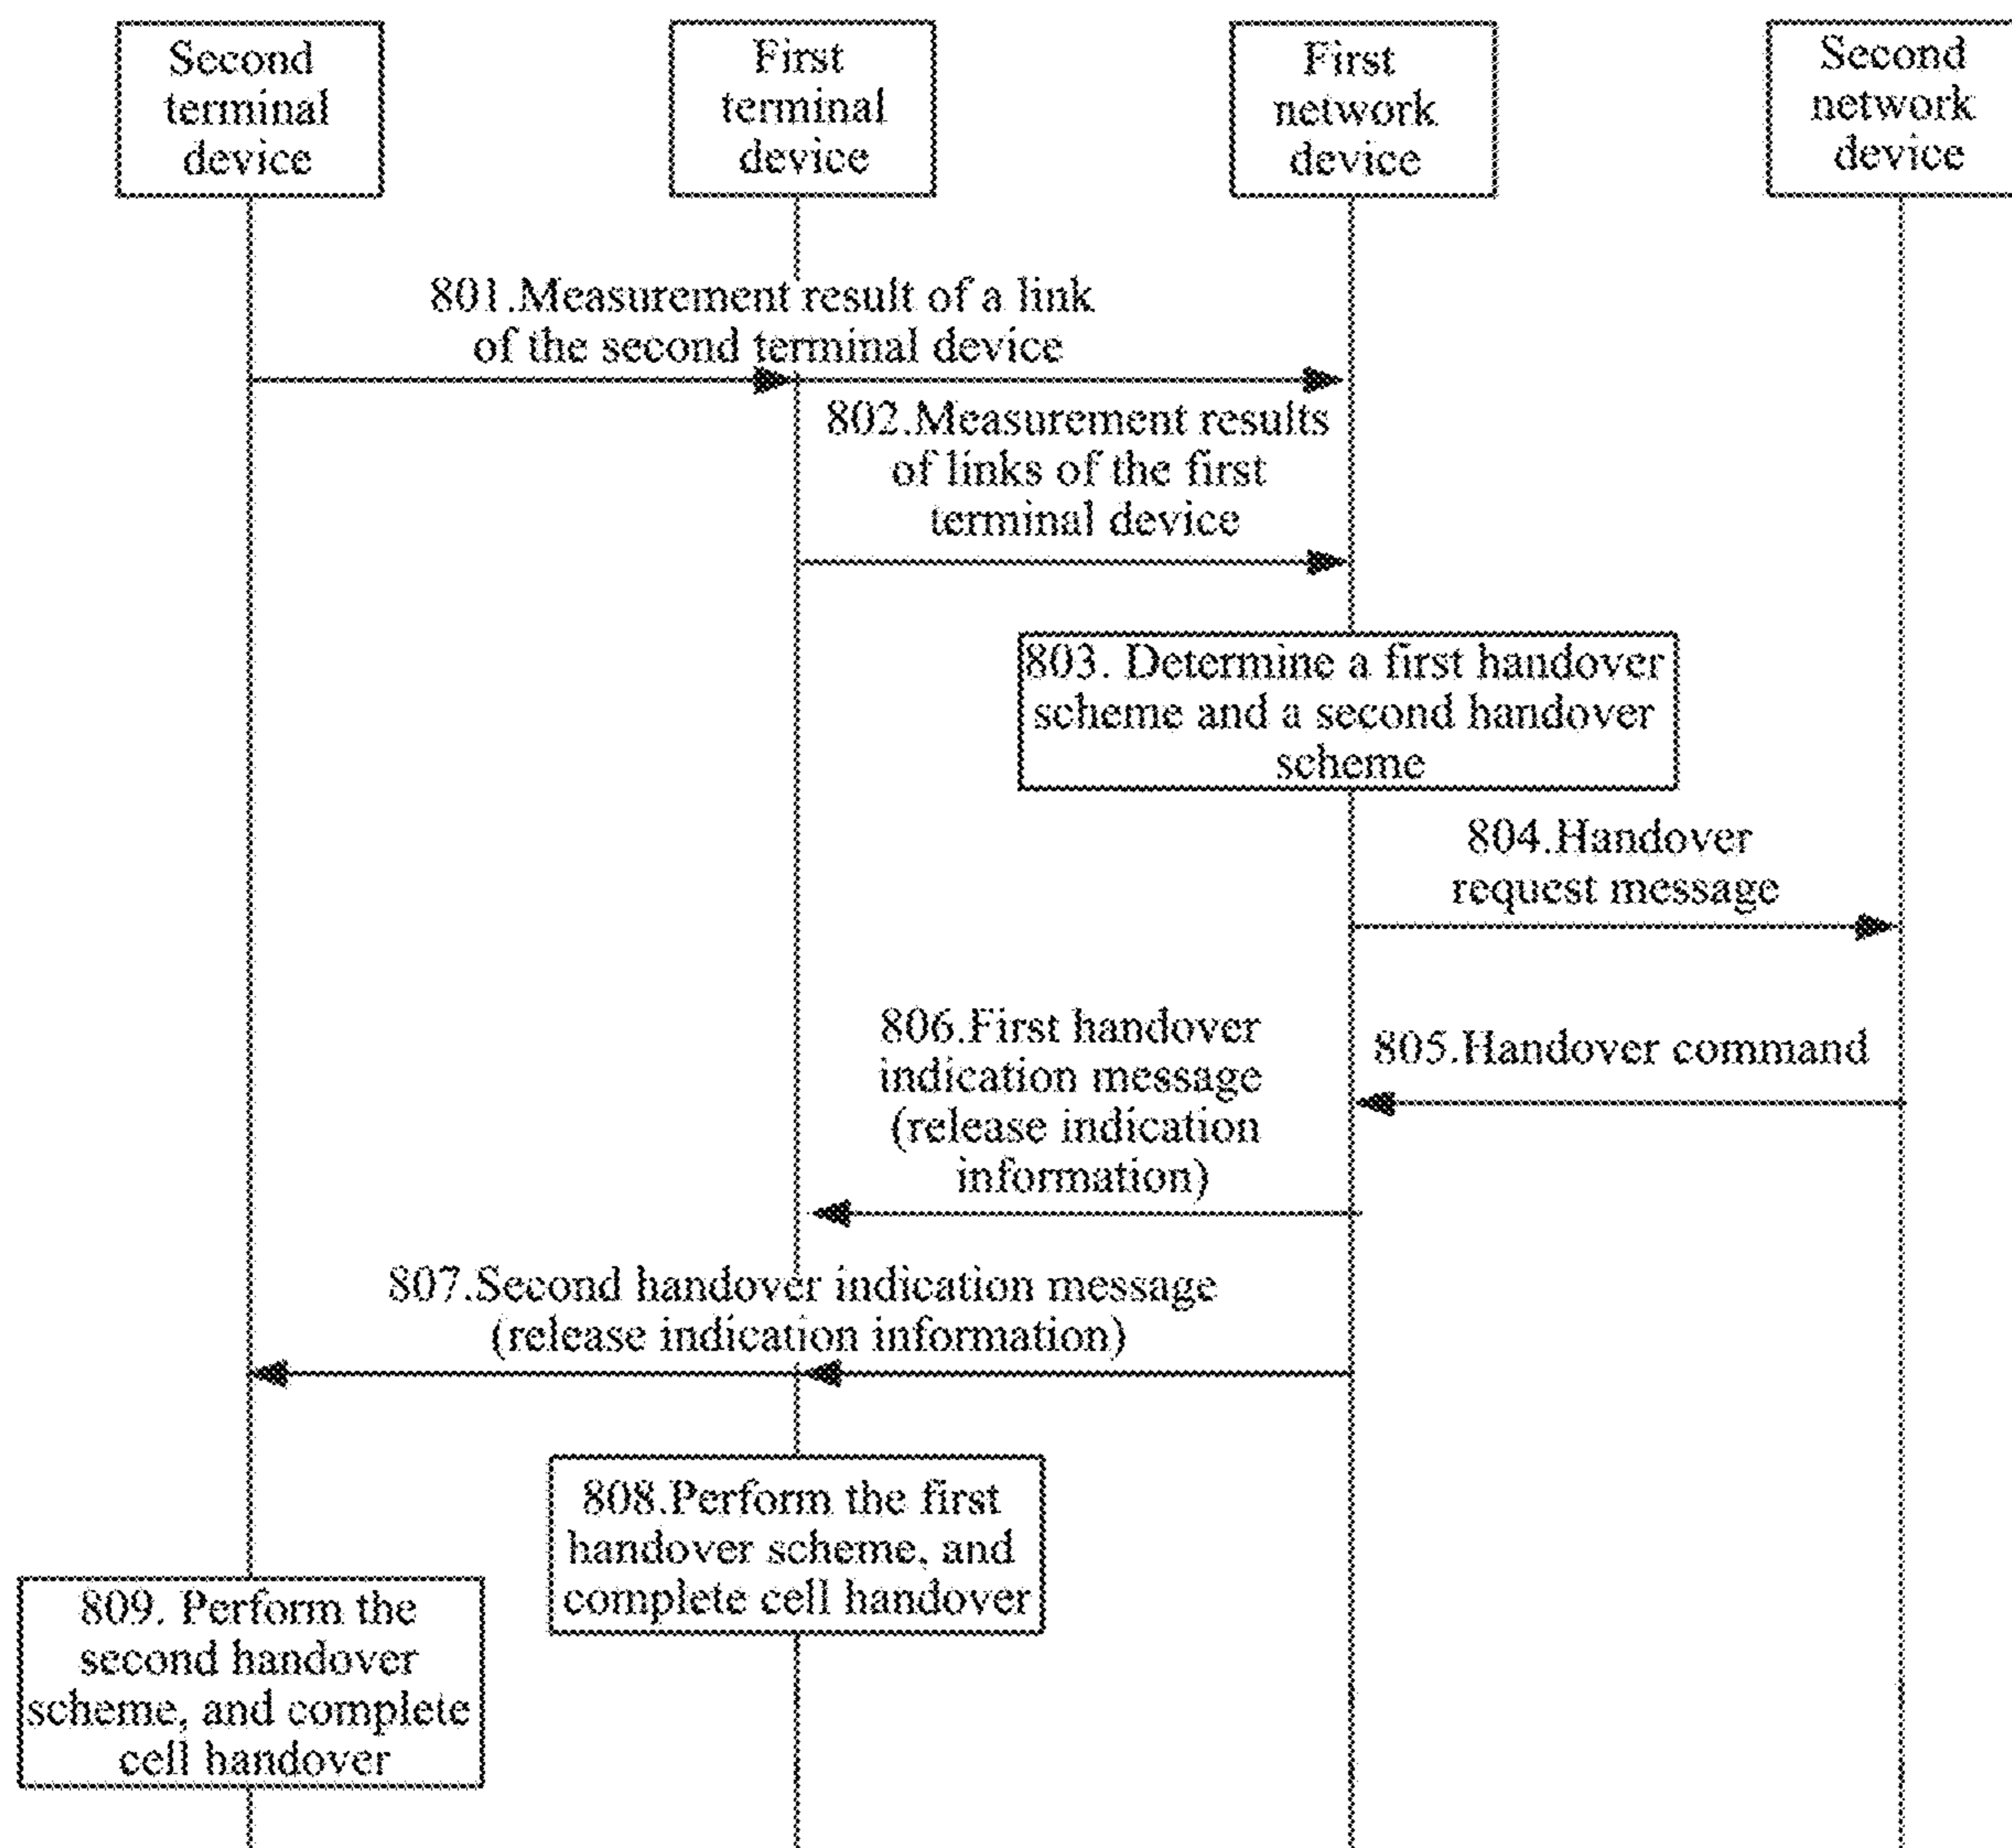 Second
terminal
device
First
terminal
device
First
network
device
Second
network
device
801.Measurement result of a link
of the second terminal device
802.Measurement results
of links of the first
terminal device
803. Determine a first handover
scheme and a second handover
scheme
804.Handover
request message
805.Handover command
806.First handover
indication message
(release indication
information)
807.Second handover indication message
(release indication information)
808.Perform the first
handover scheme, and
complete cell handover
809. Perform the
second handover
scheme, and complete
cell handover